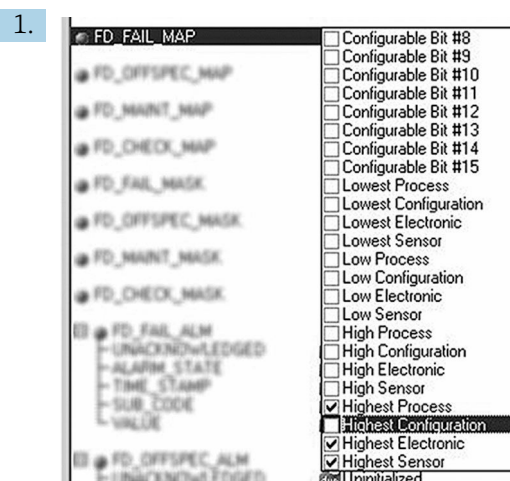 1.
FD_FAIL_MAP
FD_OFFSPEC_MAP
FD_MAINT_MAP
FD_CHECK_MAP
FD_FAIL_MASK
FD_OFFSPEC_MASK
FD_MAINT_MASK
FD_CHECK_MASK
FD_FAIL_ALM
UNACKNOWLEDGED
ALARM_STATE
TIME_STAMP
SUB_CODE
VALUE
FD_OFFSPEC_ALM
UNACKNOWLEDGED
Configurable Bit #8
Configurable Bit #9
Configurable Bit #10
Configurable Bit #11
Configurable Bit #12
Configurable Bit #13
Configurable Bit #14
Configurable Bit #15
Lowest Process
Lowest Configuration
Lowest Electronic
Lowest Sensor
Low Process
Low Configuration
Low Electronic
Low Sensor
High Process
High Configuration
High Electronic
High Sensor
Highest Process
Highest Configuration
Highest Electronic
Highest Sensor
Uninitialized